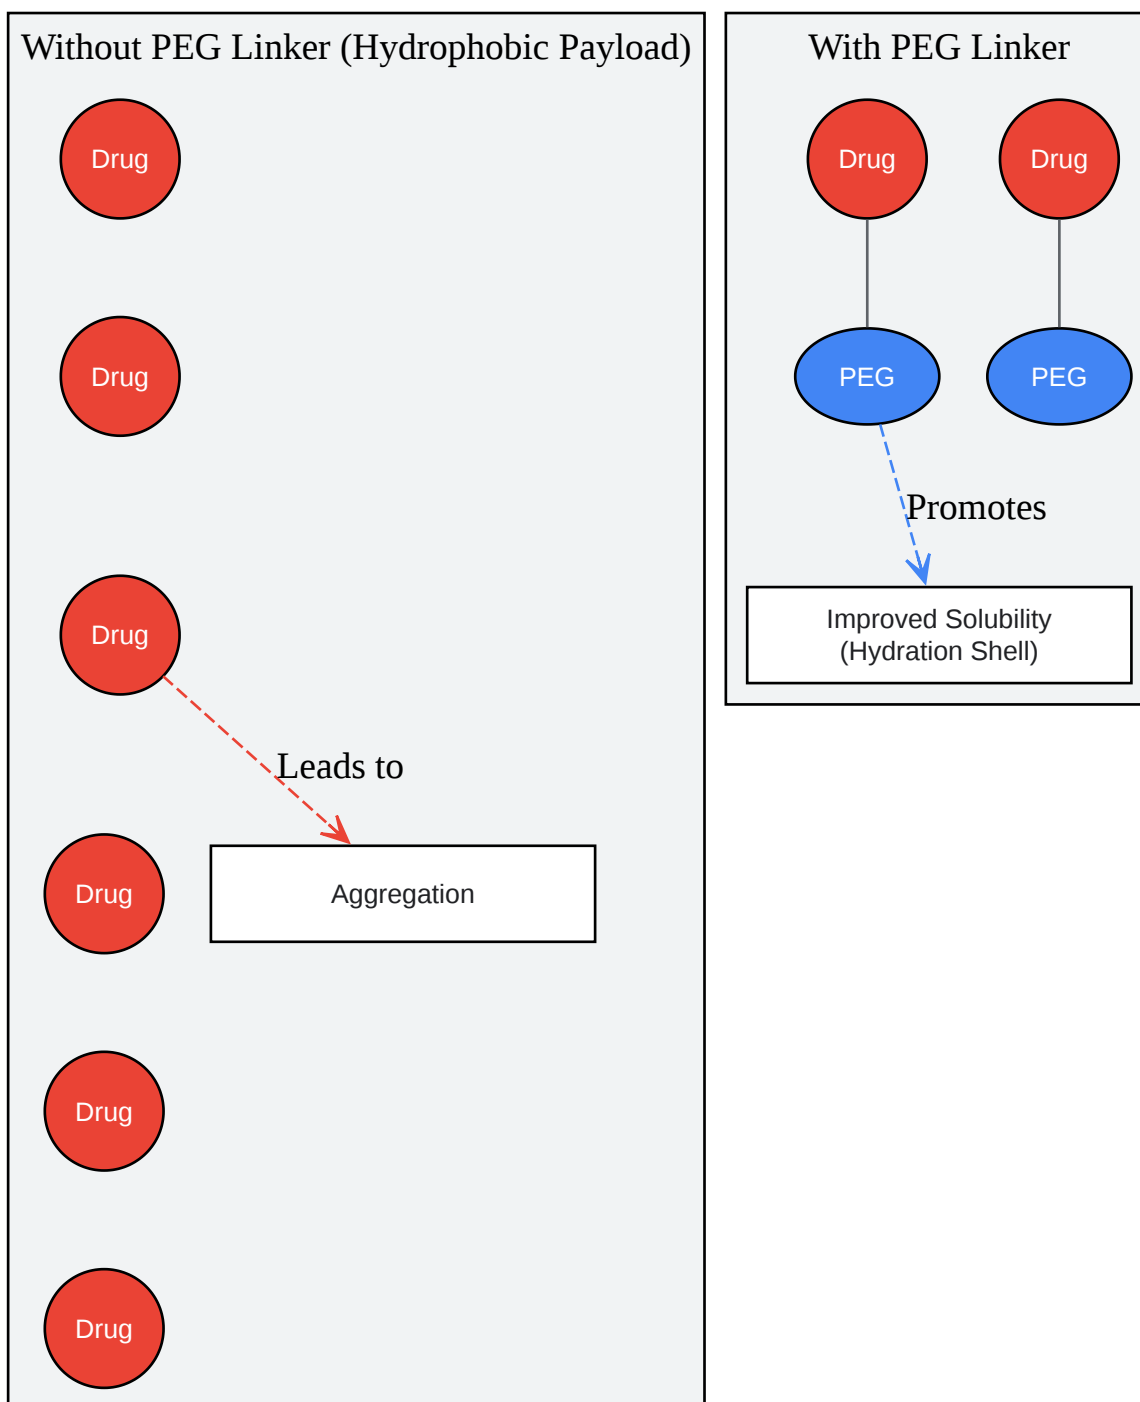 Without PEG Linker (Hydrophobic Payload)
Drug
Drug
Drug
Leads to
Drug
Aggregation
Drug
Drug
With PEG Linker
Drug
Drug
PEG
PEG
Promotes
Improved Solubility
(Hydration Shell)